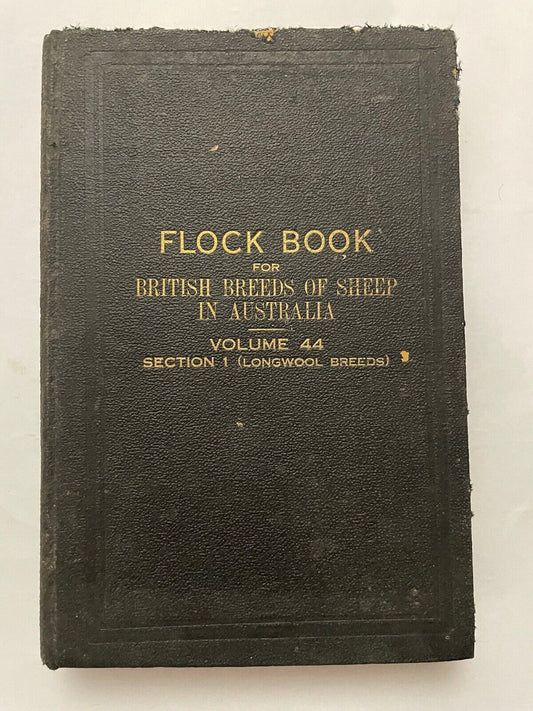 FLOCK BOOK
FOR
BRITISH BREEDS OF SHEEP
IN AUSTRALIA
VOLUME 44
SECTION 1 (LONGWOOL BREEDS)